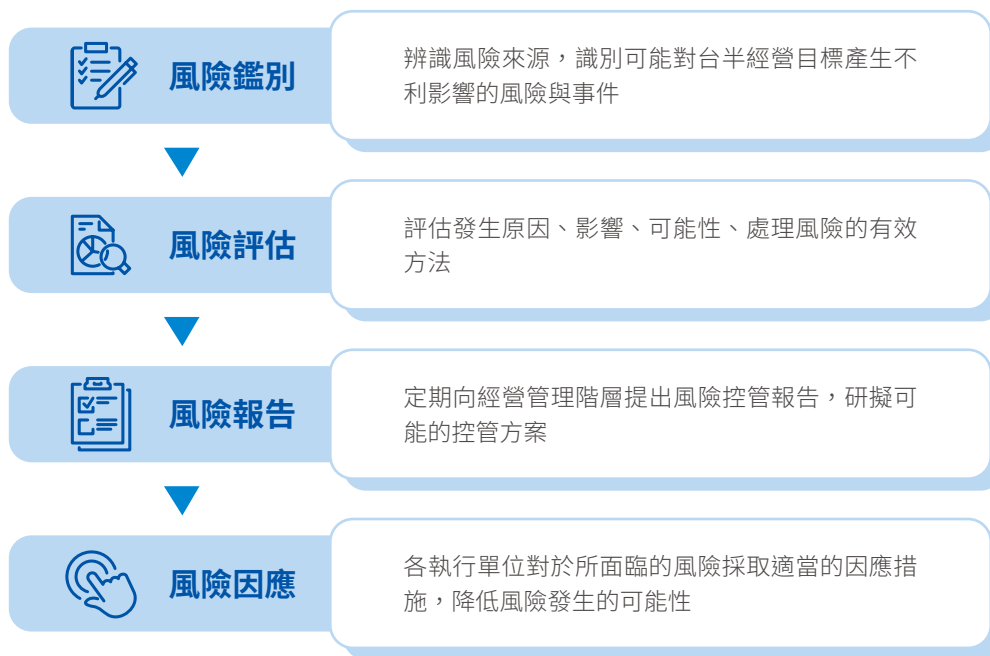 風險鑑別
辨識風險來源，識別可能對台半經營目標產生不
利影響的風險與事件
風險評估
評估發生原因、影響、可能性、處理風險的有效
方法
風險報告
定期向經營管理階層提出風險控管報告，研擬可
能的控管方案
風險因應
各執行單位對於所面臨的風險採取適當的因應措
施，降低風險發生的可能性